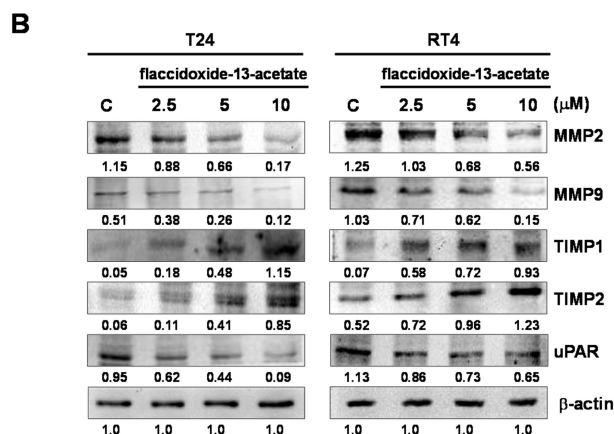 B
T24 RT4
flaccidoxide-13-acetate flaccidoxide-13-acetate
C 2.5 5 10 C 2.5 5 10 (μM)
MMP2
1.15 0.88 0.66 0.17 1.25 1.03 0.68 0.56
MMP9
0.51 0.38 0.26 0.12 1.03 0.71 0.62 0.15
TIMP1
0.05 0.18 0.48 1.15 0.07 0.58 0.72 0.93
TIMP2
0.06 0.11 0.41 0.85 0.52 0.72 0.96 1.23
uPAR
0.95 0.62 0.44 0.09 1.13 0.86 0.73 0.65
β-actin
1.0 1.0 1.0 1.0 1.0 1.0 1.0 1.0